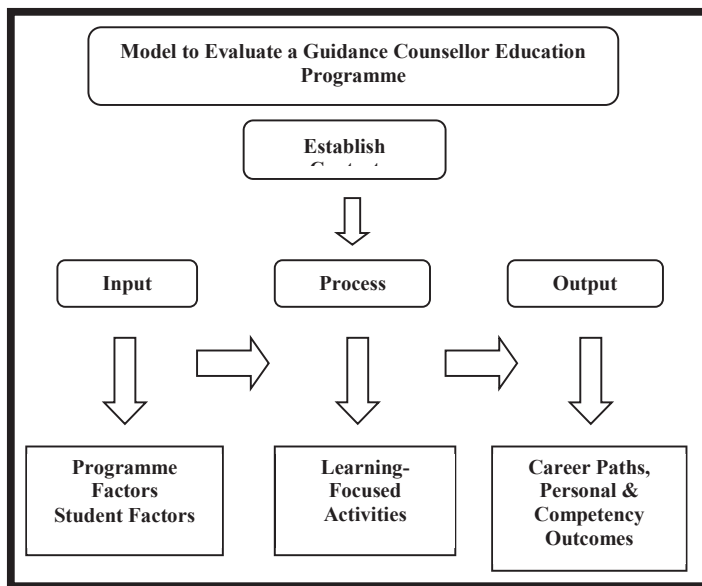 Model to Evaluate a Guidance Counsellor Education
Programme
Establish
Input
Process
Output
Programme
Factors
Student Factors
Learning-
Focused
Activities
Career Paths,
Personal &
Competency
Outcomes